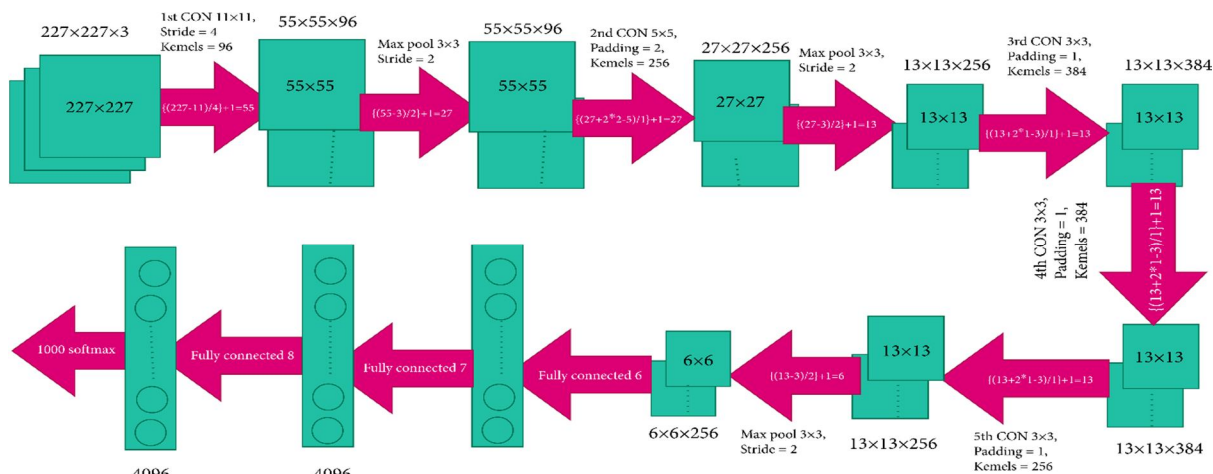 227×227×3
227×227
1st CON 11×11,
Stride = 4
Kemels = 96
{(227-11)/4}+1=55
55×55×96
55×55
Max pool 3×3
Stride = 2
{(55-3)/2}+1=27
55×55×96
55×55
2nd CON 5×5,
Padding = 2,
Kemels = 256
{(27+2*2-5)/1}+1=27
27×27×256
27×27
Max pool 3×3,
Stride = 2
{(27-3)/2}+1=13
13×13×256
13×13
3rd CON 3×3,
Padding = 1,
Kemels = 384
{(13+2*1-3)/1}+1=13
13×13×384
13×13
4th CON 3×3,
Padding = 1,
Kemels = 384
{(13+2*1-3)/1}+1=13
13×13
13×13×384
{(13+2*1-3)/1}+1=13
5th CON 3×3,
Padding = 1,
Kemels = 256
13×13
13×13×256
{(13-3)/2}+1=6
Max pool 3×3,
Stride = 2
6×6
6×6×256
Fully connected 6
Fully connected 7
4096
Fully connected 8
4096
1000 softmax